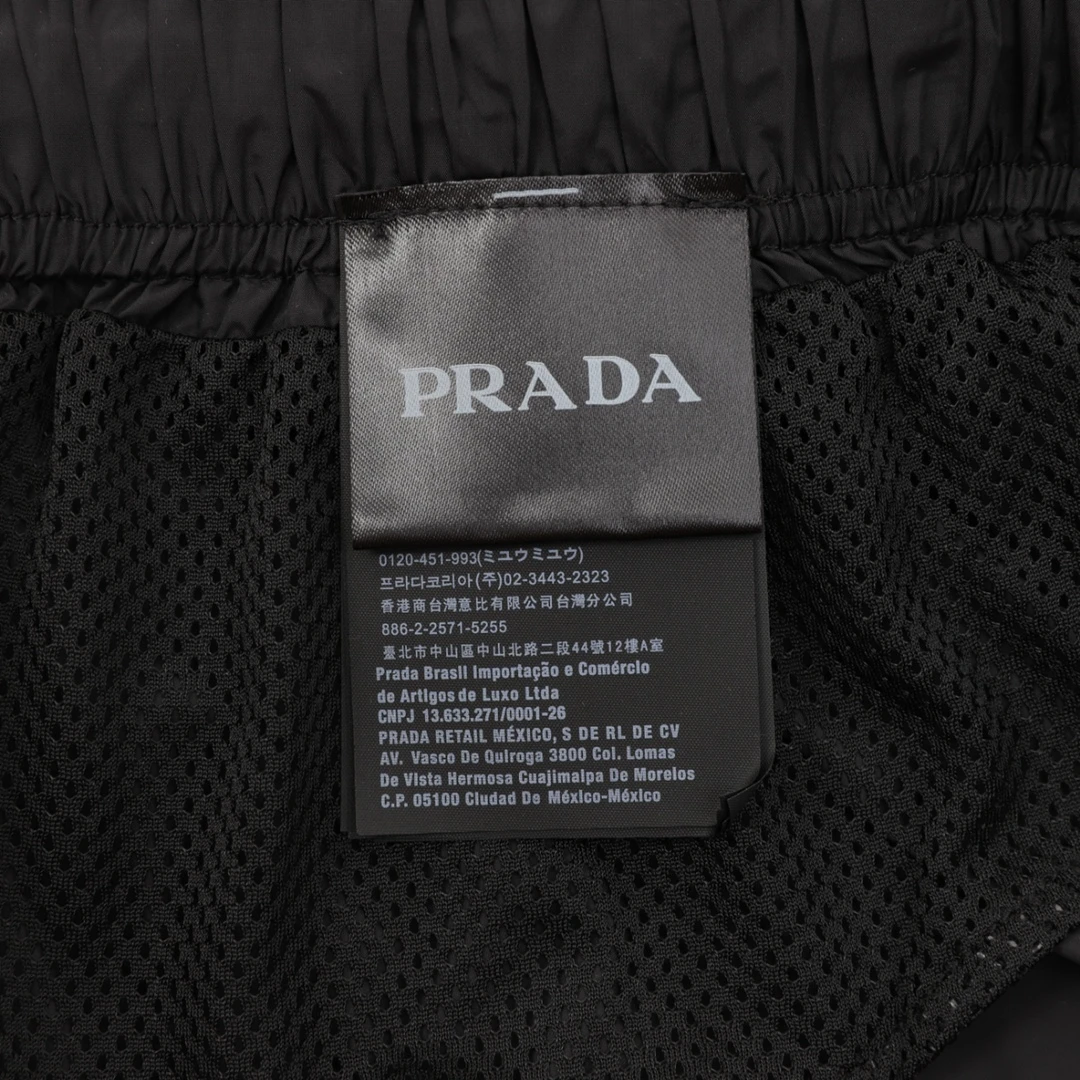 PRADA
0120-451-993(ミユウミユウ)
프라다코리아(주)02-3443-2323
香港商台灣意比有限公司台灣分公司
886-2-2571-5255
臺北市中山區中山北路二段44號12樓A室
Prada Brasil Importação e Comércio
de Artigos de Luxo Ltda
CNPJ 13.633.271/0001-26
PRADA RETAIL MÉXICO, S DE RL DE CV
AV. Vasco De Quiroga 3800 Col. Lomas
De Vista Hermosa Cuajimalpa De Morelos
C.P. 05100 Ciudad De México-México